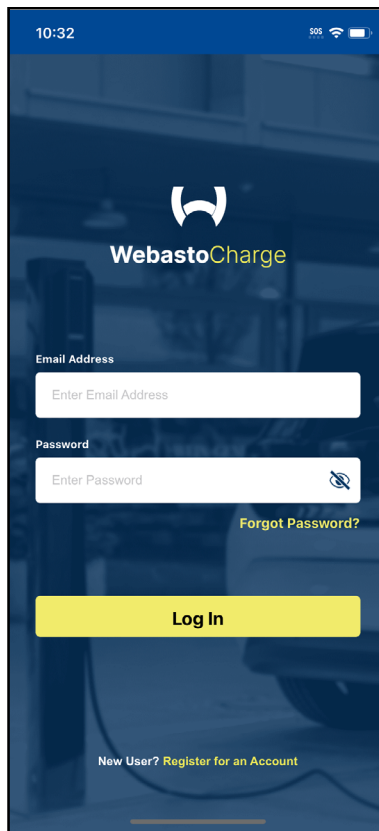 10:32 SOS
WebastoCharge
Email Address
Enter Email Address
Password
Enter Password
Forgot Password?
Log In
New User? Register for an Account